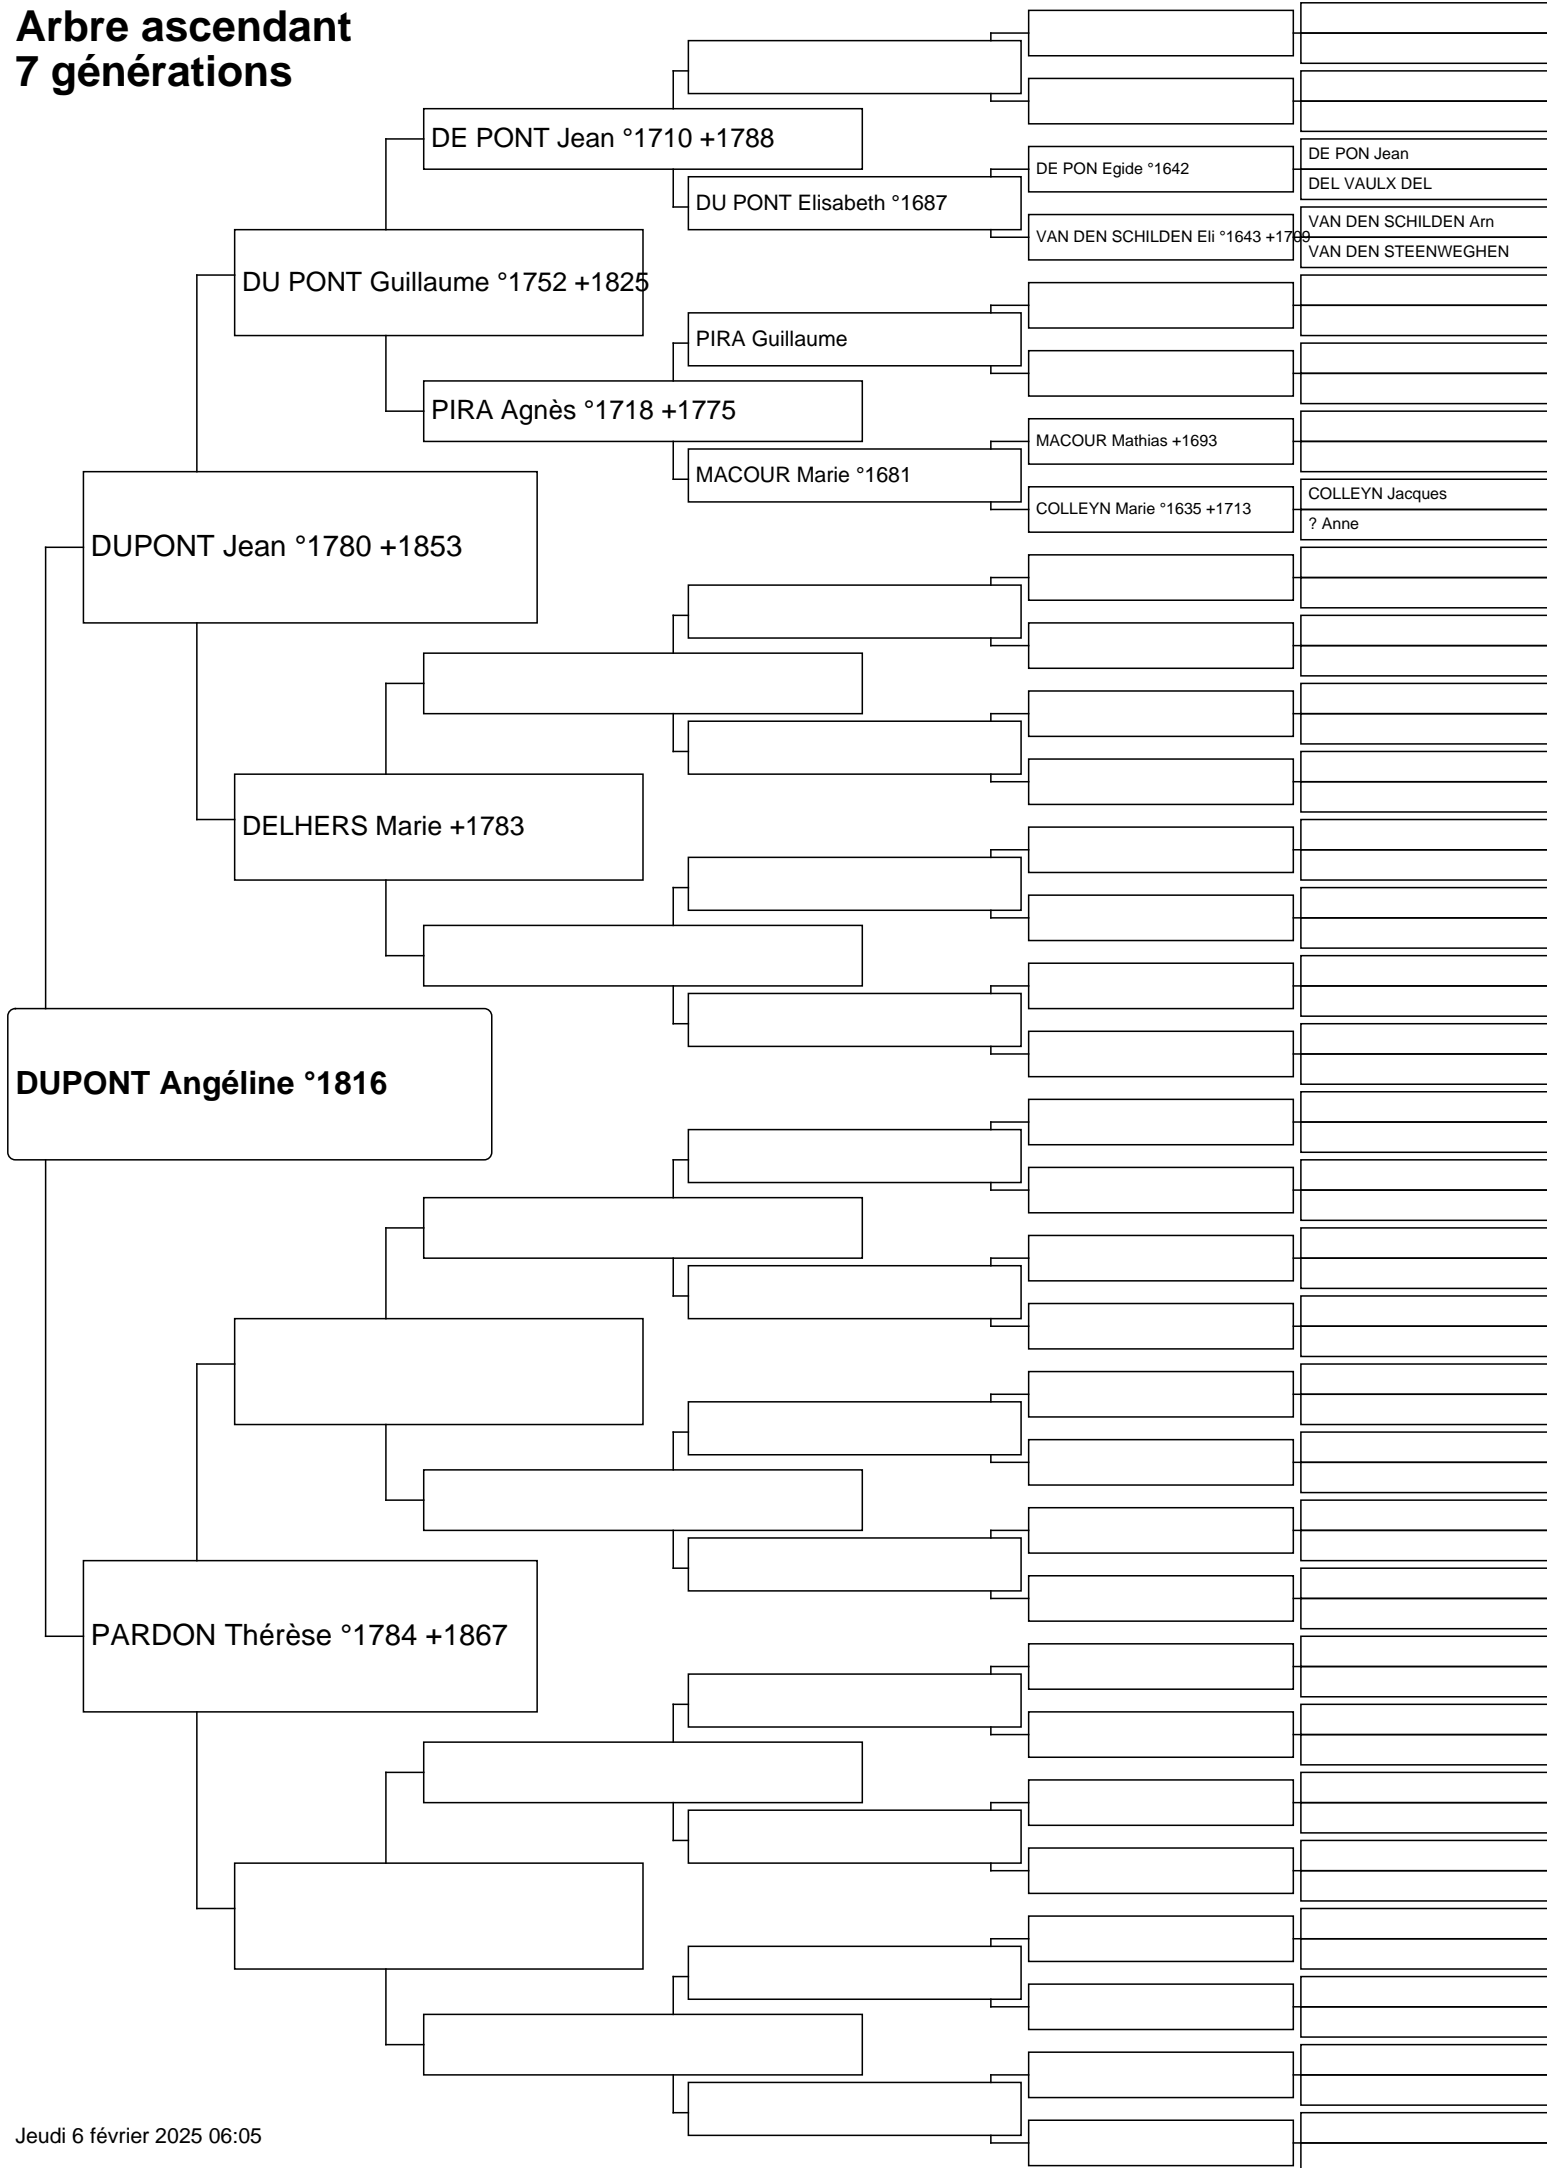 Arbre ascendant
7 générations
DE PONT Jean °1710 +1788
DE PON Jean
DE PON Egide °1642
DEL VAULX DEL
DU PONT Elisabeth °1687
VAN DEN SCHILDEN Arn
VAN DEN SCHILDEN Eli °1643 +1709
VAN DEN STEENWEGHEN
DU PONT Guillaume °1752 +1825
PIRA Guillaume
PIRA Agnès °1718 +1775
MACOUR Mathias +1693
MACOUR Marie °1681
COLLEYN Jacques
COLLEYN Marie °1635 +1713
? Anne
DUPONT Jean °1780 +1853
DELHERS Marie +1783
DUPONT Angéline °1816
PARDON Thérèse °1784 +1867
Jeudi 6 février 2025 06:05